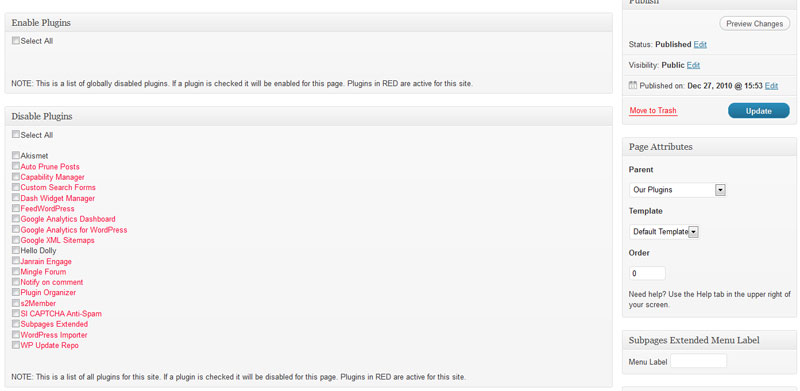 Enable Plugins
Select All
NOTE: This is a list of globally disabled plugins. If a plugin is checked it will be enabled for this page. Plugins in RED are active for this site.
Disable Plugins
Select All
Akismet
Auto Prune Posts
Capability Manager
Custom Search Forms
Dash Widget Manager
FeedWordPress
Google Analytics Dashboard
Google Analytics for WordPress
Google XML Sitemaps
Hello Dolly
Janrain Engage
Mingle Forum
Notify on comment
Plugin Organizer
s2Member
SI CAPTCHA Anti-Spam
Subpages Extended
WordPress Importer
WP Update Repo
NOTE: This is a list of all plugins for this site. If a plugin is checked it will be disabled for this page. Plugins in RED are active for this site.
Publish
Preview Changes
Status: Published Edit
Visibility: Public Edit
Published on: Dec 27, 2010 @ 15:53 Edit
Move to Trash
Update
Page Attributes
Parent
Our Plugins
Template
Default Template
Order
0
Need help? Use the Help tab in the upper right of
your screen.
Subpages Extended Menu Label
Menu Label